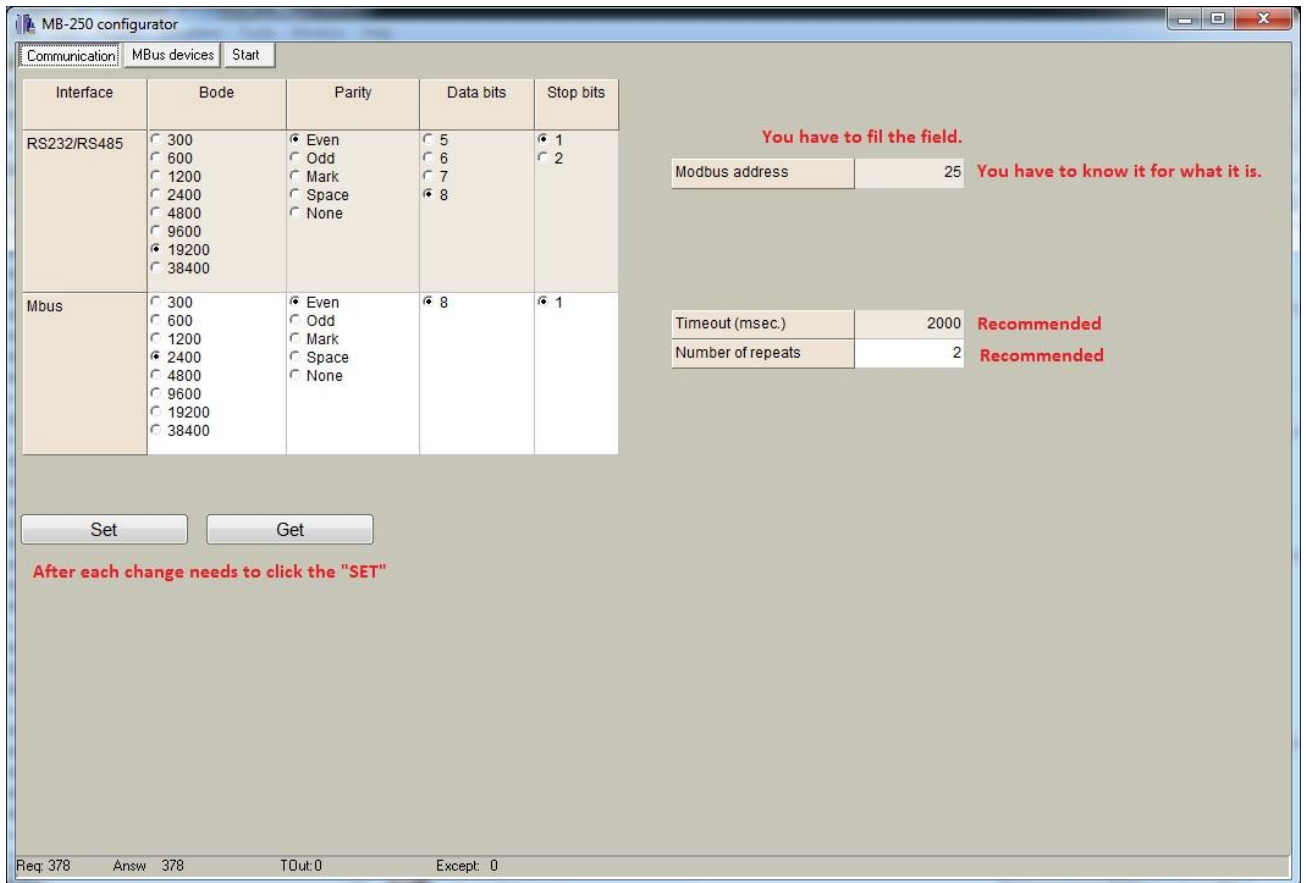 MB-250 configurator
Communication MBus devices Start
Interface Bode Parity Data bits Stop bits
RS232/RS485
300
600
1200
2400
4800
9600
19200
38400
Even
Odd
Mark
Space
None
5
6
7
8
1
2
You have to fil the field.
Modbus address 25 You have to know it for what it is.
Mbus
300
600
1200
2400
4800
9600
19200
38400
Even
Odd
Mark
Space
None
8
1
Timeout (msec.) 2000 Recommended
Number of repeats 2 Recommended
Set Get
After each change needs to click the "SET"
Req: 378 Answ 378 TOut:0 Except: 0